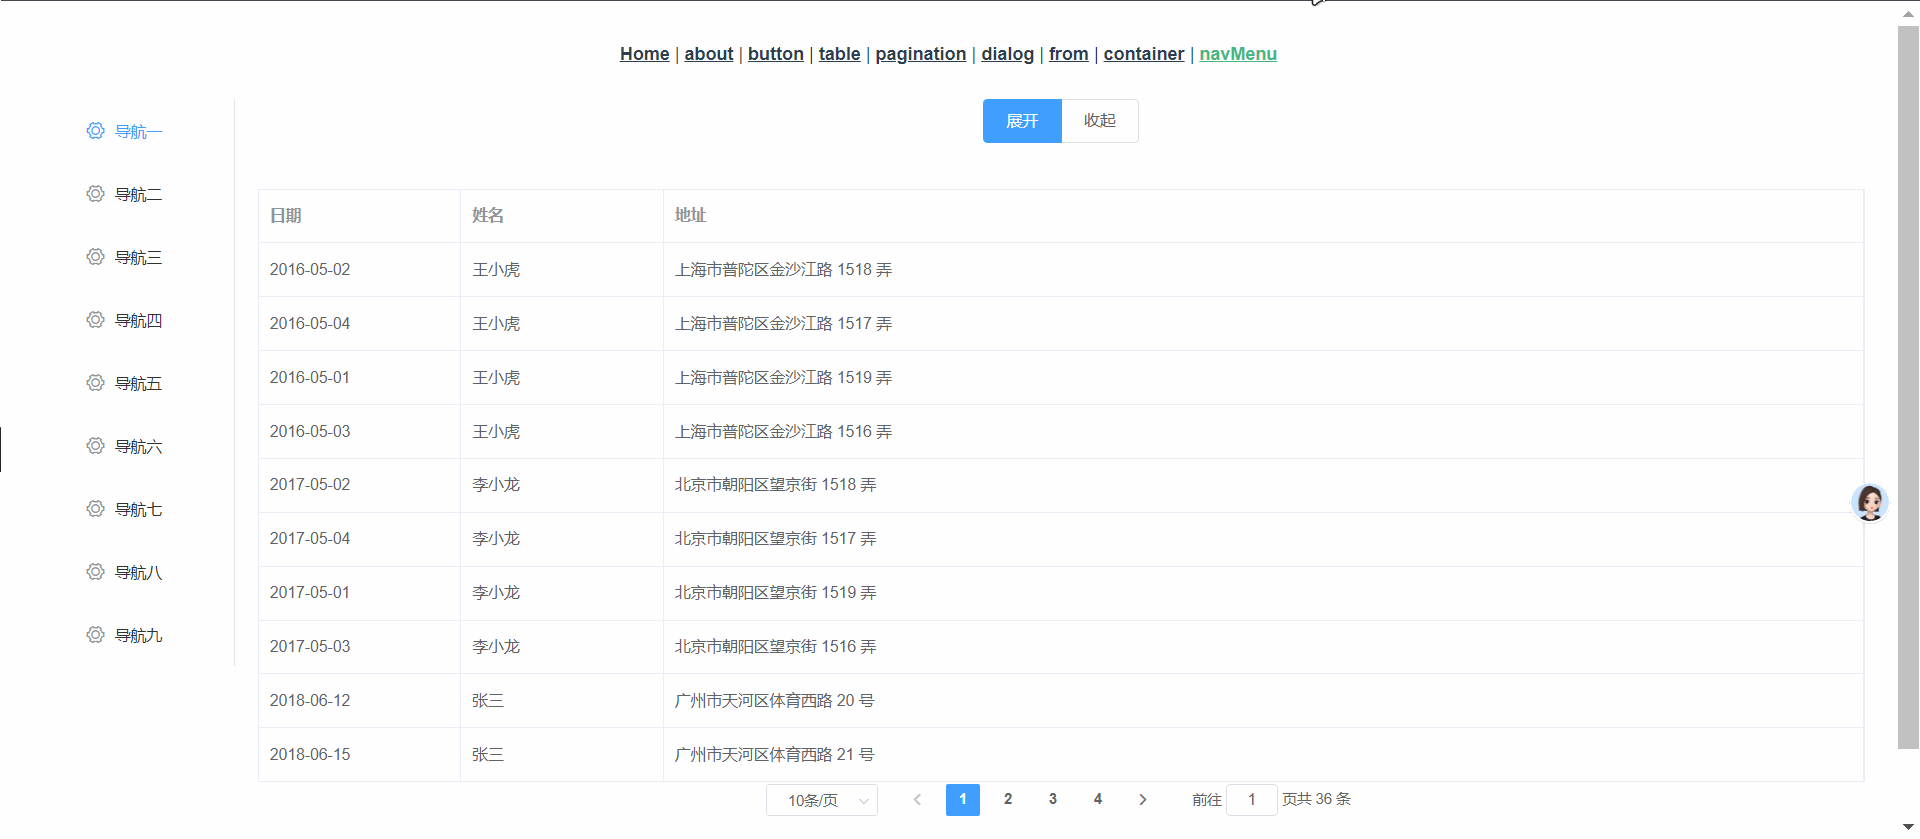 Home | about | button | table | pagination | dialog | from | container | navMenu
导航一
导航二
导航三
导航四
导航五
导航六
导航七
导航八
导航九
展开 收起
日期 姓名 地址
2016-05-02 王小虎 上海市普陀区金沙江路 1518 弄
2016-05-04 王小虎 上海市普陀区金沙江路 1517 弄
2016-05-01 王小虎 上海市普陀区金沙江路 1519 弄
2016-05-03 王小虎 上海市普陀区金沙江路 1516 弄
2017-05-02 李小龙 北京市朝阳区望京街 1518 弄
2017-05-04 李小龙 北京市朝阳区望京街 1517 弄
2017-05-01 李小龙 北京市朝阳区望京街 1519 弄
2017-05-03 李小龙 北京市朝阳区望京街 1516 弄
2018-06-12 张三 广州市天河区体育西路 20 号
2018-06-15 张三 广州市天河区体育西路 21 号
10条/页 1 2 3 4 前往 1 页共 36 条